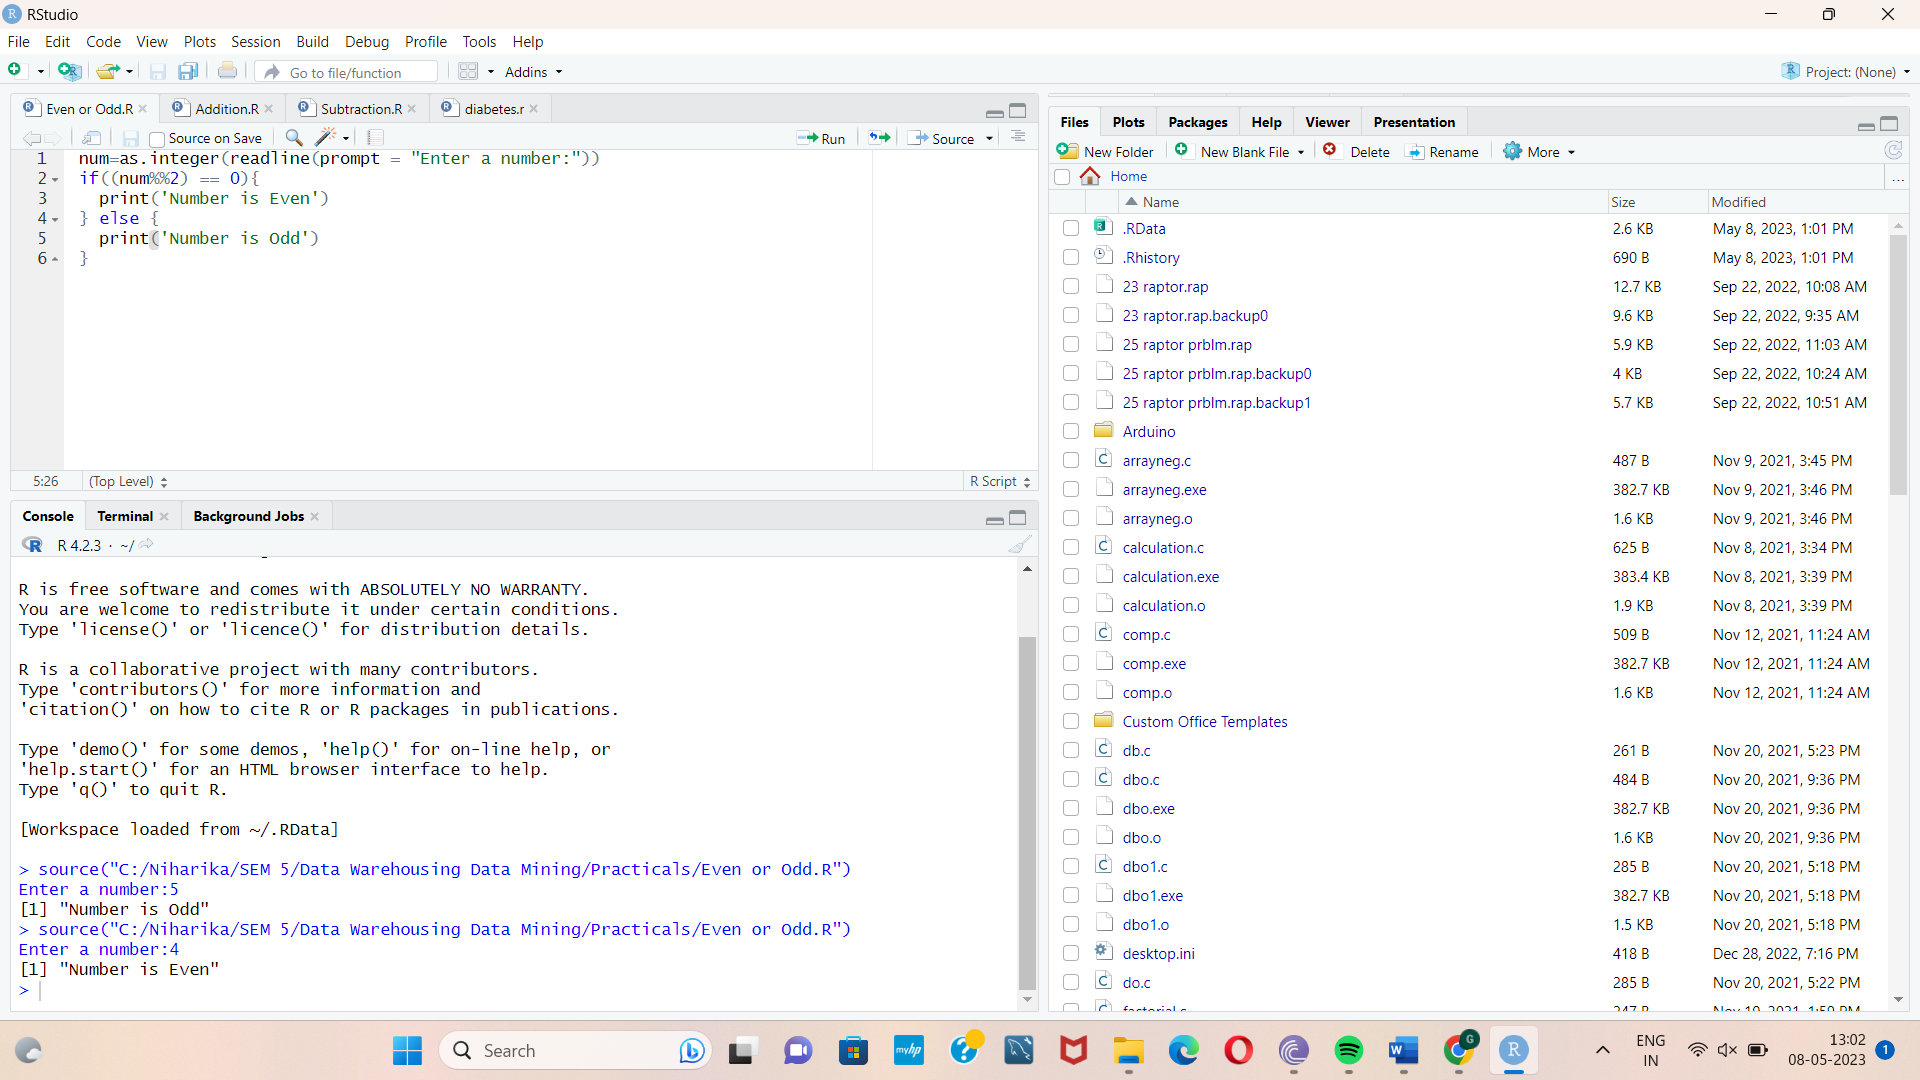 RStudio
File Edit Code View Plots Session Build Debug Profile Tools Help
Go to file/function Addins Project: (None)
Even or Odd.R Addition.R Subtraction.R diabetes.r
Source on Save Run Source
1 num=as.integer(readline(prompt = "Enter a number:"))
2 if((num%%2) == 0){
3 print('Number is Even')
4 } else {
5 print('Number is Odd')
6 }
5:26 (Top Level) R Script
Console Terminal Background Jobs
R 4.2.3 · ~/
R is free software and comes with ABSOLUTELY NO WARRANTY.
You are welcome to redistribute it under certain conditions.
Type 'license()' or 'licence()' for distribution details.
R is a collaborative project with many contributors.
Type 'contributors()' for more information and
'citation()' on how to cite R or R packages in publications.
Type 'demo()' for some demos, 'help()' for on-line help, or
'help.start()' for an HTML browser interface to help.
Type 'q()' to quit R.
[Workspace loaded from ~/.RData]
> source("C:/Niharika/SEM 5/Data Warehousing Data Mining/Practicals/Even or Odd.R")
Enter a number:5
[1] "Number is Odd"
> source("C:/Niharika/SEM 5/Data Warehousing Data Mining/Practicals/Even or Odd.R")
Enter a number:4
[1] "Number is Even"
>
Files Plots Packages Help Viewer Presentation
New Folder New Blank File Delete Rename More
Home ...
Name Size Modified
.RData 2.6 KB May 8, 2023, 1:01 PM
.Rhistory 690 B May 8, 2023, 1:01 PM
23 raptor.rap 12.7 KB Sep 22, 2022, 10:08 AM
23 raptor.rap.backup0 9.6 KB Sep 22, 2022, 9:35 AM
25 raptor prblm.rap 5.9 KB Sep 22, 2022, 11:03 AM
25 raptor prblm.rap.backup0 4 KB Sep 22, 2022, 10:24 AM
25 raptor prblm.rap.backup1 5.7 KB Sep 22, 2022, 10:51 AM
Arduino
arrayneg.c 487 B Nov 9, 2021, 3:45 PM
arrayneg.exe 382.7 KB Nov 9, 2021, 3:46 PM
arrayneg.o 1.6 KB Nov 9, 2021, 3:46 PM
calculation.c 625 B Nov 8, 2021, 3:34 PM
calculation.exe 383.4 KB Nov 8, 2021, 3:39 PM
calculation.o 1.9 KB Nov 8, 2021, 3:39 PM
comp.c 509 B Nov 12, 2021, 11:24 AM
comp.exe 382.7 KB Nov 12, 2021, 11:24 AM
comp.o 1.6 KB Nov 12, 2021, 11:24 AM
Custom Office Templates
db.c 261 B Nov 20, 2021, 5:23 PM
dbo.c 484 B Nov 20, 2021, 9:36 PM
dbo.exe 382.7 KB Nov 20, 2021, 9:36 PM
dbo.o 1.6 KB Nov 20, 2021, 9:36 PM
dbo1.c 285 B Nov 20, 2021, 5:18 PM
dbo1.exe 382.7 KB Nov 20, 2021, 5:18 PM
dbo1.o 1.5 KB Nov 20, 2021, 5:18 PM
desktop.ini 418 B Dec 28, 2022, 7:16 PM
do.c 285 B Nov 20, 2021, 5:22 PM
Search myhp G R W ENG 13:02
IN 08-05-2023 1